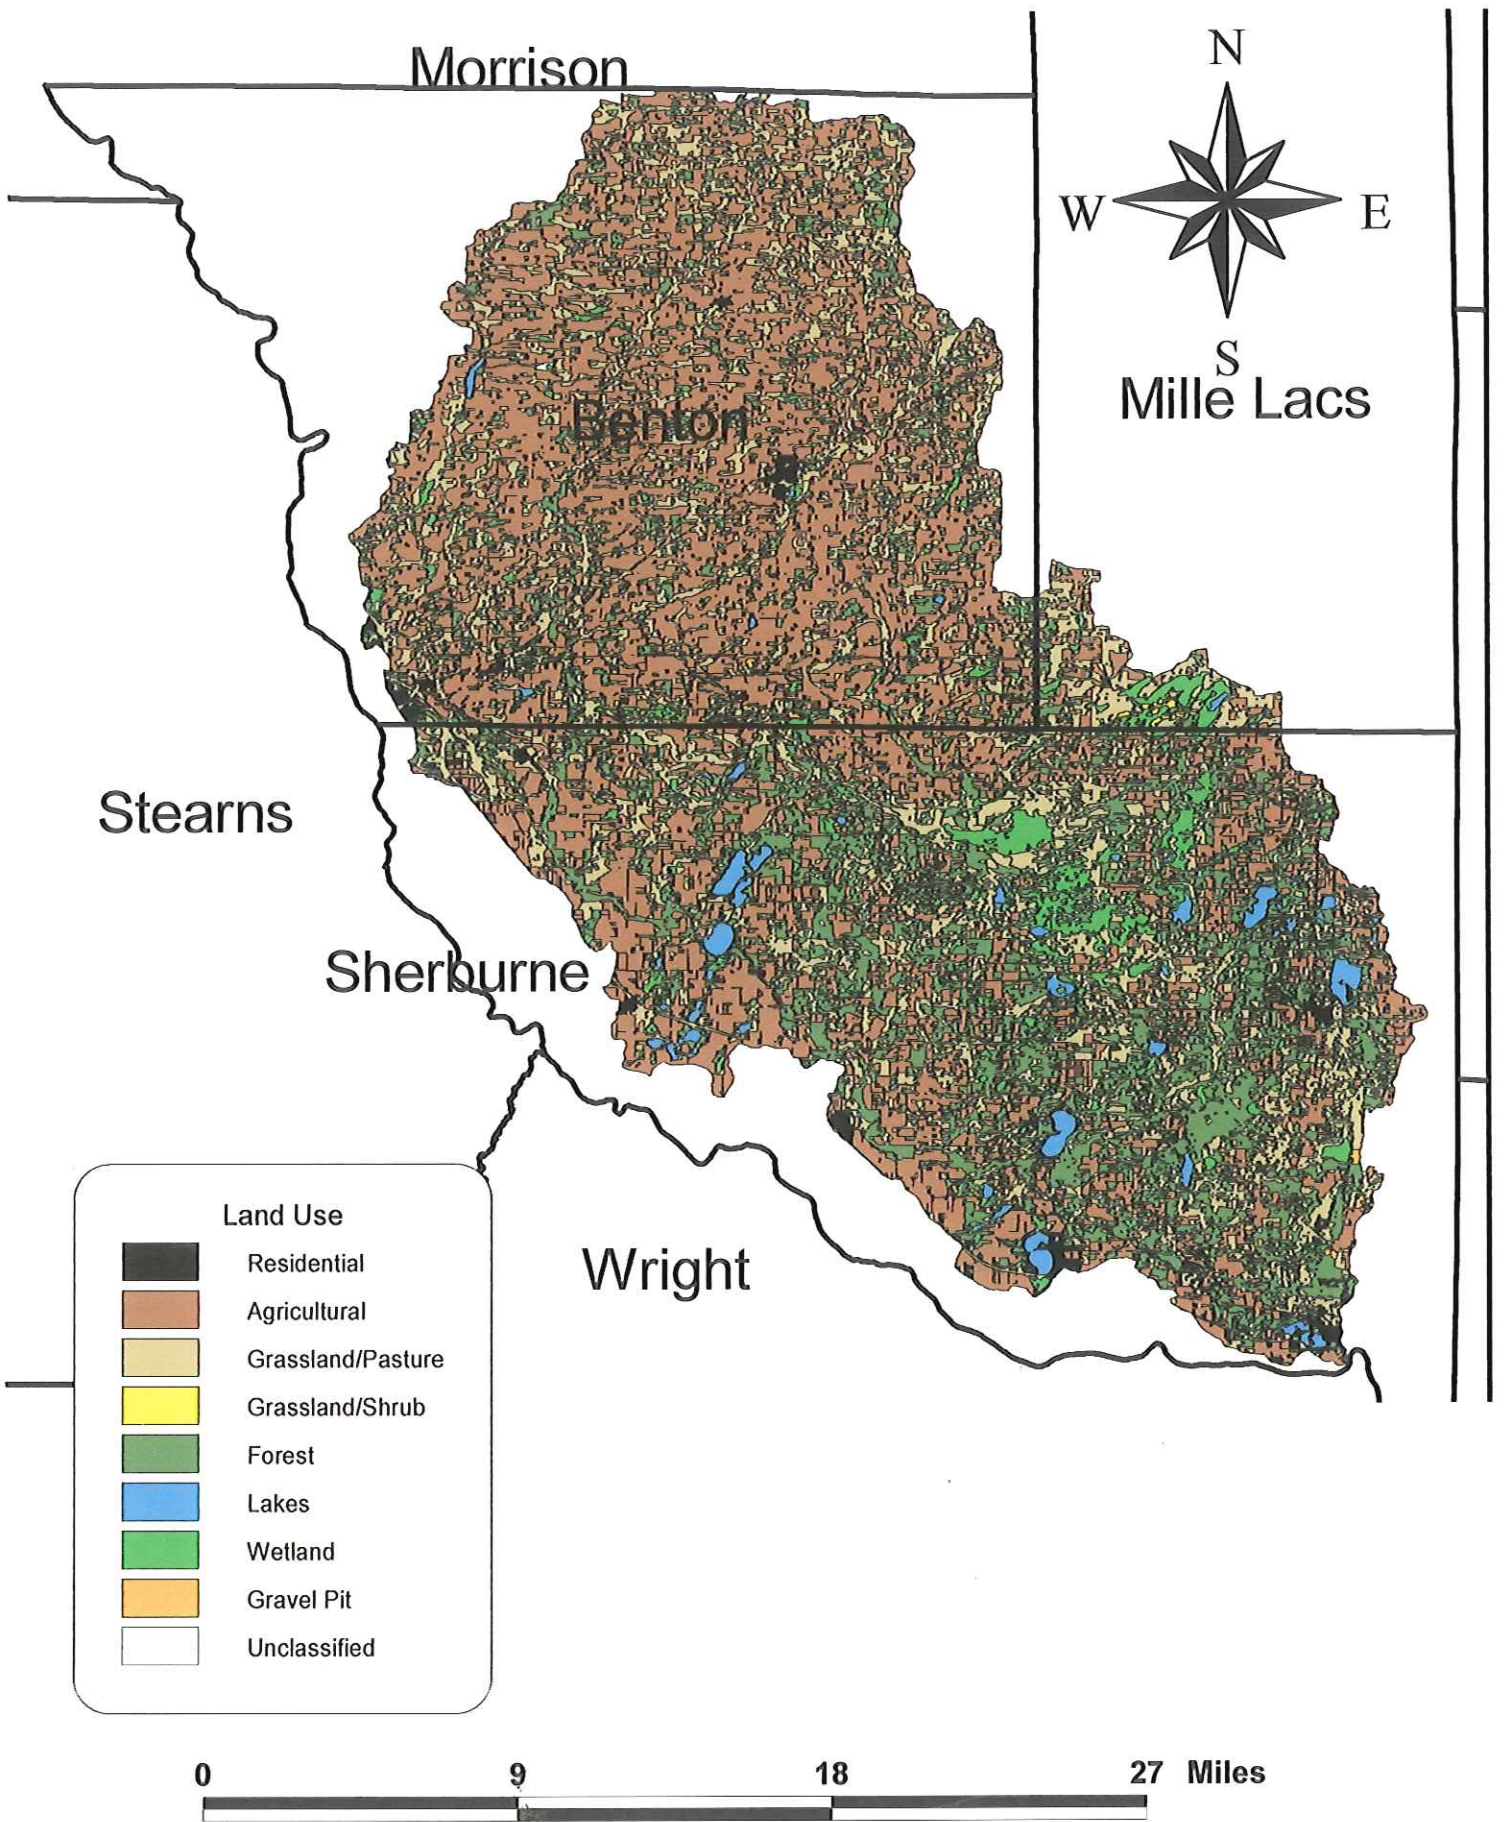 Morrison
N
W
E
S
Mille Lacs
Benton
Stearns
Sherburne
Wright
Land Use
Residential
Agricultural
Grassland/Pasture
Grassland/Shrub
Forest
Lakes
Wetland
Gravel Pit
Unclassified
0 9 18 27 Miles